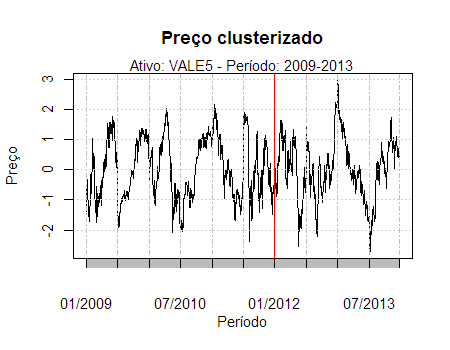 Preço clusterizado
Ativo: VALE5 - Período: 2009-2013
Preço
3
2
1
0
-1
-2
01/2009 07/2010 01/2012 07/2013
Período